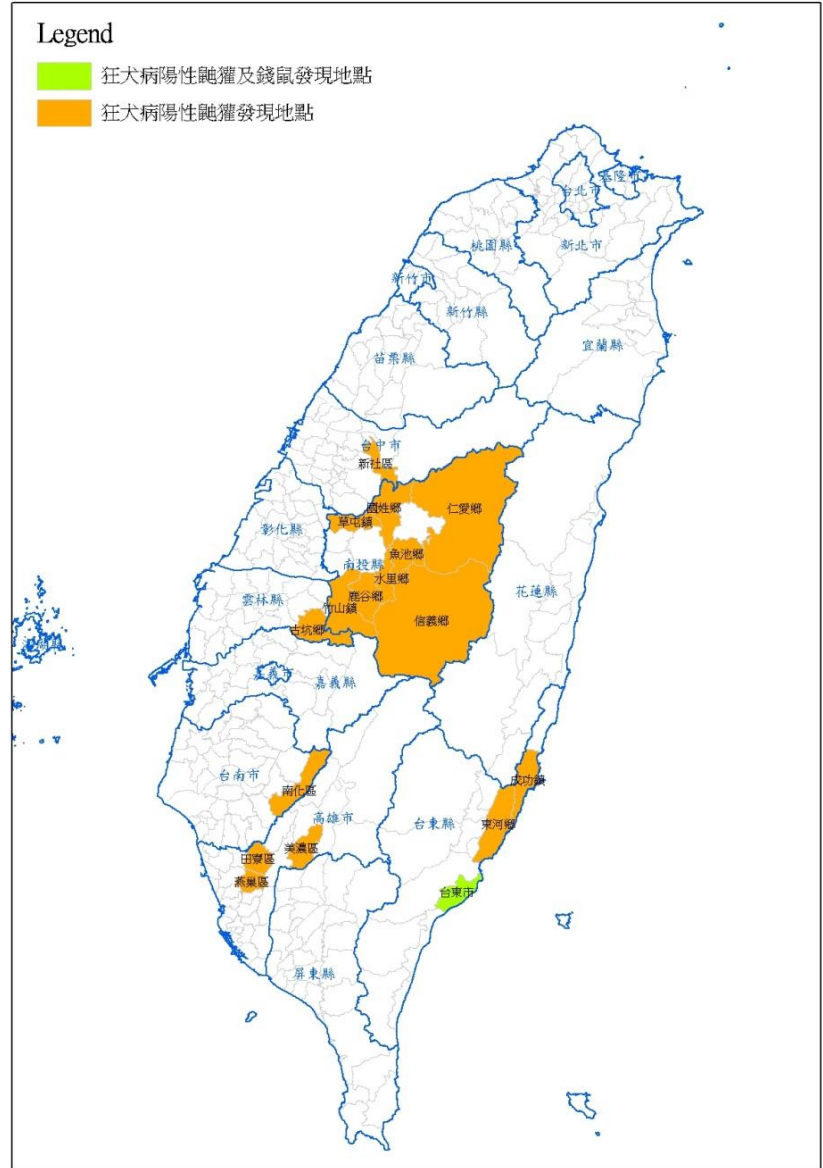 Legend
狂犬病陽性鼬獾及錢鼠發現地點
狂犬病陽性鼬獾發現地點
基隆市
台北市
新北市
桃園縣
新竹市
新竹縣
宜蘭縣
苗栗縣
台中市
新社區
國姓鄉
仁愛鄉
草屯鎮
彰化縣
魚池鄉
南投縣
水里鄉
花蓮縣
鹿谷鄉
雲林縣
竹山鎮
信義鄉
古坑鄉
嘉義市
嘉義縣
台南市
成功鎮
南化區
高雄市
台東縣
東河鄉
美濃區
田寮區
燕巢區
台東市
屏東縣